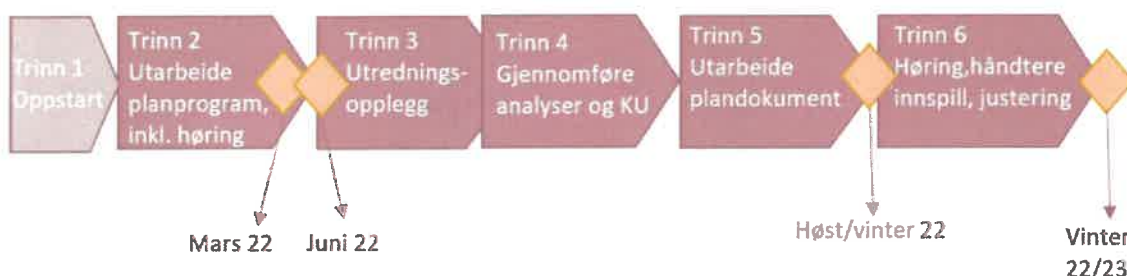 Trinn 1
Oppstart
Trinn 2
Utarbeide
planprogram,
inkl. høring
Trinn 3
Utrednings-
opplegg
Trinn 4
Gjennomføre
analyser og KU
Trinn 5
Utarbeide
plandokument
Trinn 6
Høring,håndtere
innspill, justering
Mars 22
Juni 22
Høst/vinter 22
Vinter
22/23